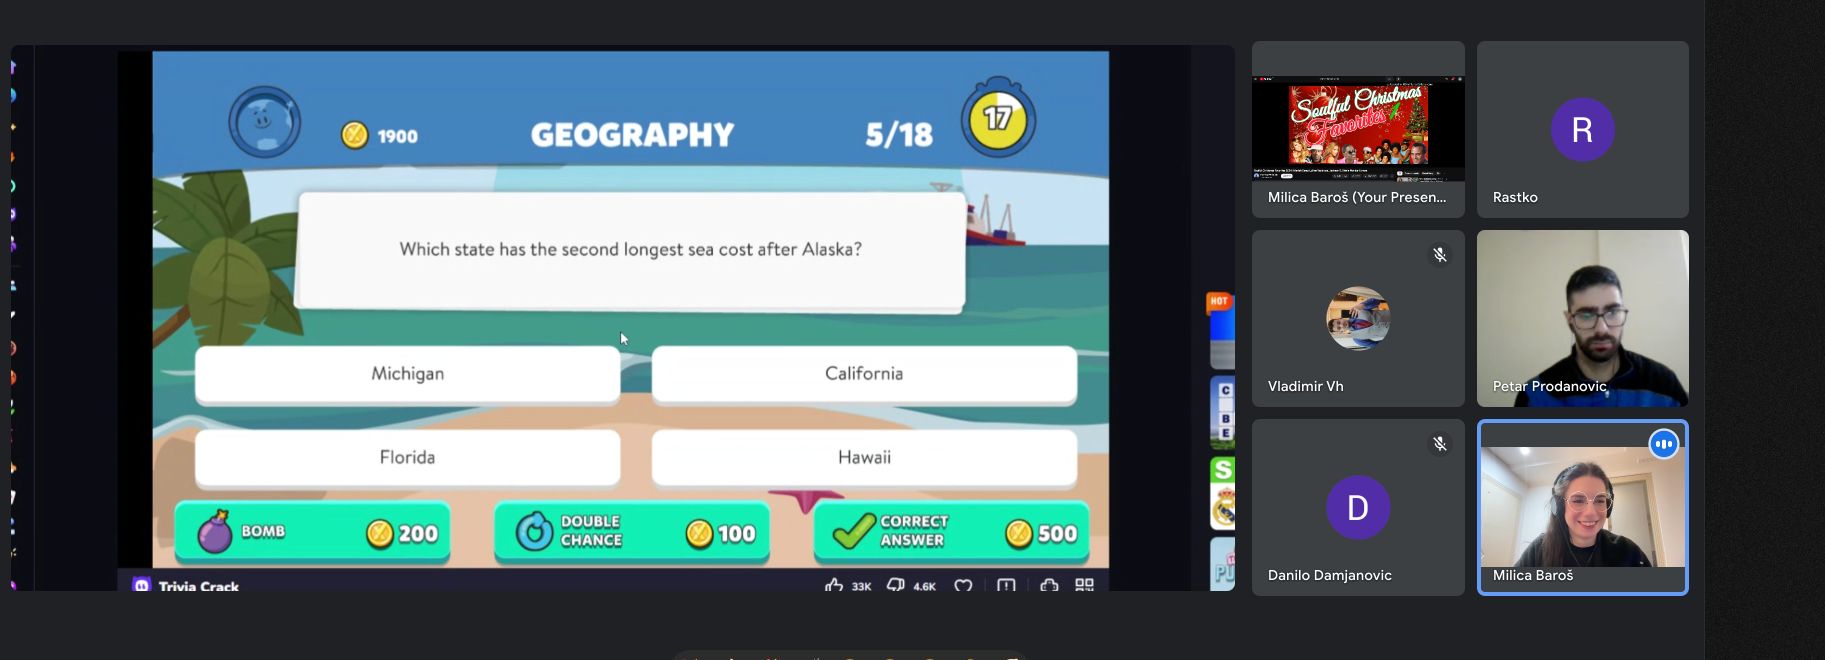 1900
GEOGRAPHY
5/18
17
Which state has the second longest sea cost after Alaska?
Michigan
California
Florida
Hawaii
BOMB
200
DOUBLE CHANCE
100
CORRECT ANSWER
500
Trivia Crack
33K
4.6K
HOT
C
B
E
S
Soulful Christmas
Favorites
Milica Baroš (Your Presen...
R
Rastko
Vladimir Vh
Petar Prodanovic
D
Danilo Damjanovic
Milica Baroš